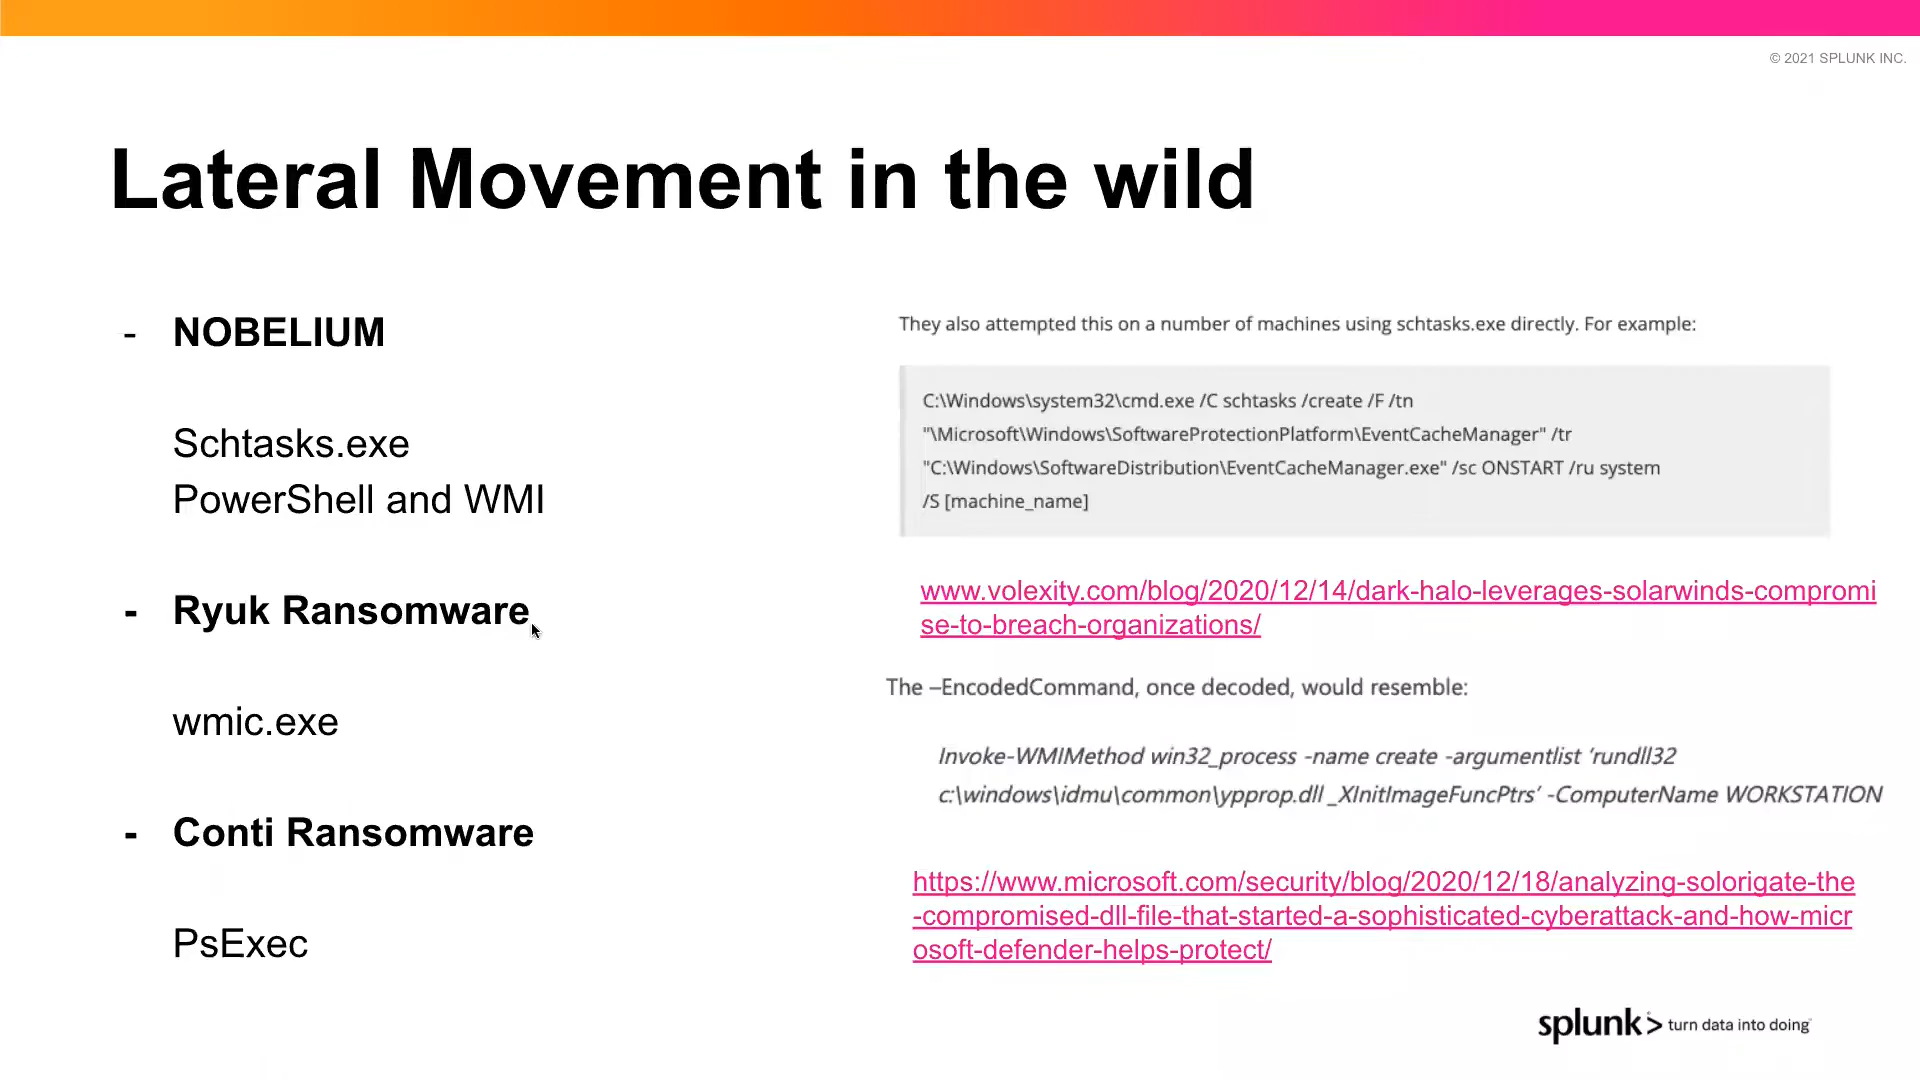 © 2021 SPLUNK INC.
Lateral Movement in the wild
- NOBELIUM
Schtasks.exe
PowerShell and WMI
- Ryuk Ransomware
wmic.exe
- Conti Ransomware
PsExec
They also attempted this on a number of machines using schtasks.exe directly. For example:
C:\Windows\system32\cmd.exe /C schtasks /create /F /tn
"\Microsoft\Windows\SoftwareProtectionPlatform\EventCacheManager" /tr
"C:\Windows\SoftwareDistribution\EventCacheManager.exe" /sc ONSTART /ru system
/S [machine_name]
www.volexity.com/blog/2020/12/14/dark-halo-leverages-solarwinds-compromi
se-to-breach-organizations/
The –EncodedCommand, once decoded, would resemble:
Invoke-WMIMethod win32_process -name create -argumentlist ‘rundll32
c:\windows\idmu\common\ypprop.dll _XInitImageFuncPtrs’ -ComputerName WORKSTATION
https://www.microsoft.com/security/blog/2020/12/18/analyzing-solorigate-the
-compromised-dll-file-that-started-a-sophisticated-cyberattack-and-how-micr
osoft-defender-helps-protect/
splunk> turn data into doing